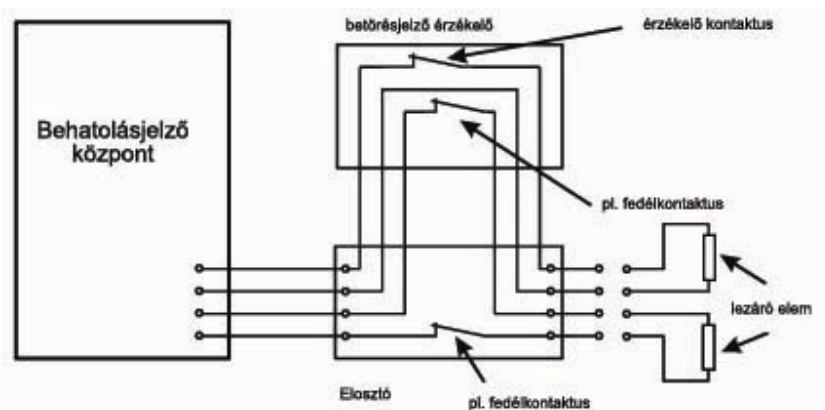 betörésjelző érzékelő
érzékelő kontaktus
Behatolásjelző
központ
pl. fedélkontaktus
lezáró elem
Elosztó
pl. fedélkontaktus